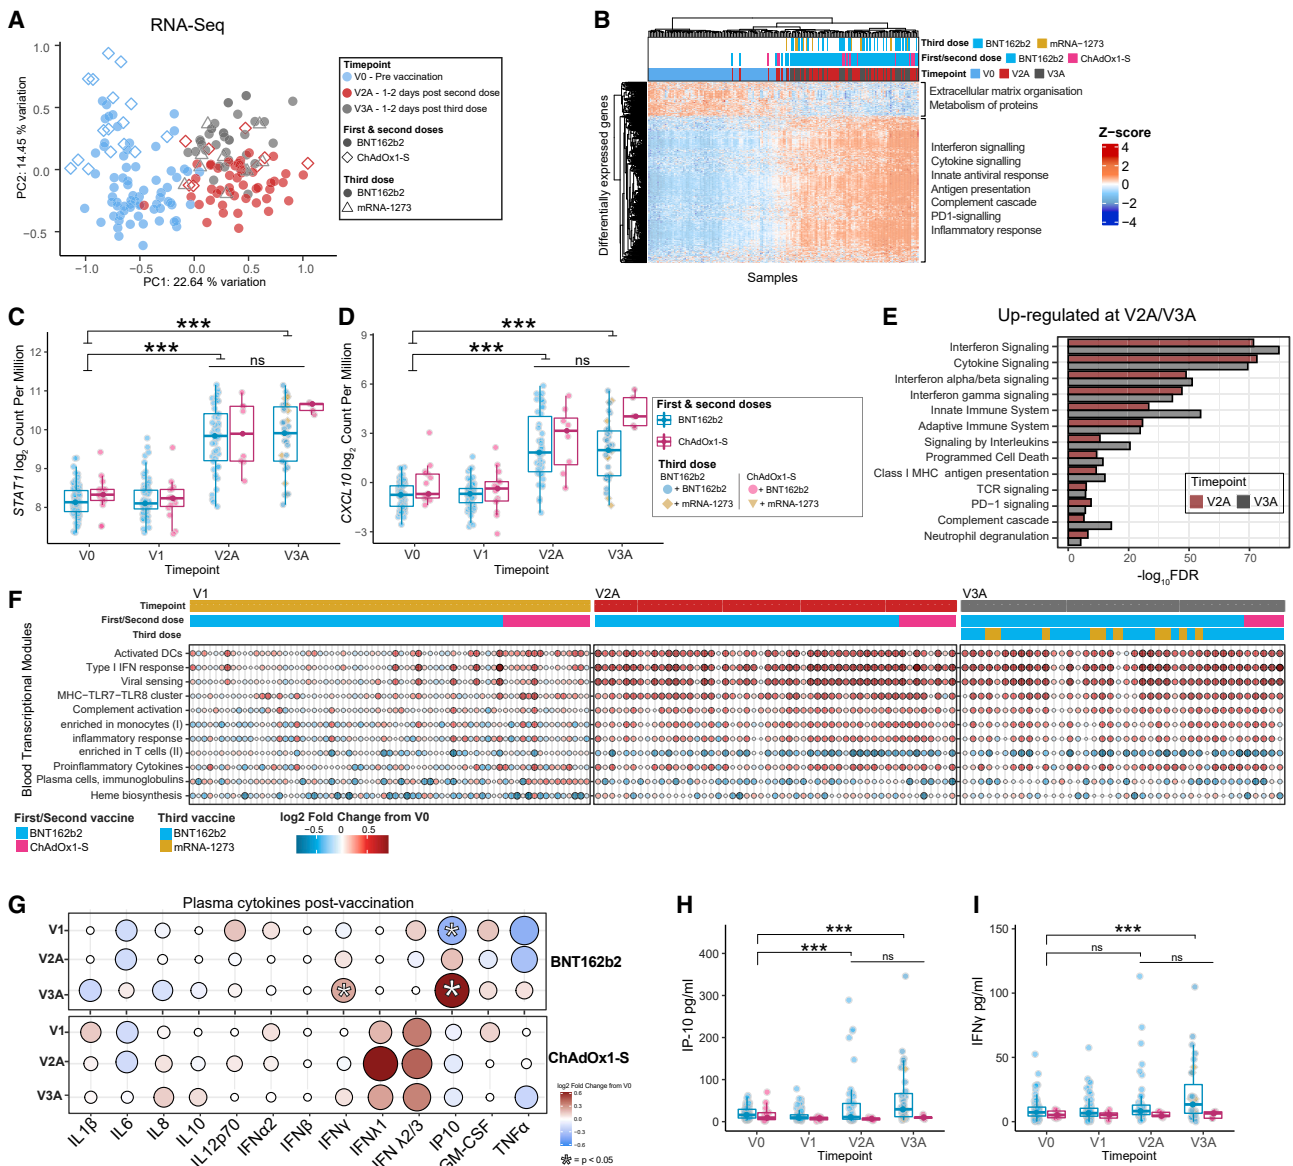 A
RNA-Seq
1.0
0.5
0.0
−0.5
−1.0
−0.5
0.0
0.5
1.0
PC2: 14.45 % variation
PC1: 22.64 % variation
Timepoint
V0 - Pre vaccination
V2A - 1-2 days post second dose
V3A - 1-2 days post third dose
First & second doses
BNT162b2
ChAdOx1-S
Third dose
BNT162b2
mRNA-1273
B
Third dose BNT162b2 mRNA−1273
First/second dose BNT162b2 ChAdOx1-S
Timepoint V0 V2A V3A
Differentially expressed genes
Extracellular matrix organisation
Metabolism of proteins
Interferon signalling
Cytokine signalling
Innate antiviral response
Antigen presentation
Complement cascade
PD1-signalling
Inflammatory response
Samples
Z−score
4
2
0
−2
−4
C
STAT1 log2 Count Per Million
12
11
10
9
8
***
***
ns
V0 V1 V2A V3A
Timepoint
D
CXCL10 log2 Count Per Million
9
6
3
0
−3
***
***
ns
V0 V1 V2A V3A
Timepoint
First & second doses
BNT162b2
ChAdOx1-S
Third dose
BNT162b2 ChAdOx1-S
+ BNT162b2 + BNT162b2
+ mRNA-1273 + mRNA-1273
E
Up-regulated at V2A/V3A
Interferon Signaling
Cytokine Signaling
Interferon alpha/beta signaling
Interferon gamma signaling
Innate Immune System
Adaptive Immune System
Signaling by Interleukins
Programmed Cell Death
Class I MHC antigen presentation
TCR signaling
PD−1 signaling
Complement cascade
Neutrophil degranulation
Timepoint
V2A V3A
0 20 50 70
-log10FDR
F
V1 V2A V3A
Timepoint
First/Second dose
Third dose
Blood Transcriptional Modules
Activated DCs
Type I IFN response
Viral sensing
MHC−TLR7−TLR8 cluster
Complement activation
enriched in monocytes (I)
inflammatory response
enriched in T cells (II)
Proinflammatory Cytokines
Plasma cells, immunoglobulins
Heme biosynthesis
First/Second vaccine
BNT162b2
ChAdOx1-S
Third vaccine
BNT162b2
mRNA−1273
log2 Fold Change from V0
−0.5 0 0.5
G
Plasma cytokines post-vaccination
V1
V2A
V3A
BNT162b2
V1
V2A
V3A
ChAdOx1-S
IL1β IL6 IL8 IL10 IL12p70 IFNα2 IFNβ IFNγ IFNλ1 IFN λ2/3 IP10 GM-CSF TNFα
log2 Fold Change from V0
0.6
0.3
0
−0.3
−0.6
* = p < 0.05
H
IP-10 pg/ml
400
300
200
100
0
***
***
ns
V0 V1 V2A V3A
Timepoint
I
IFNγ pg/ml
150
100
50
0
***
ns
ns
V0 V1 V2A V3A
Timepoint